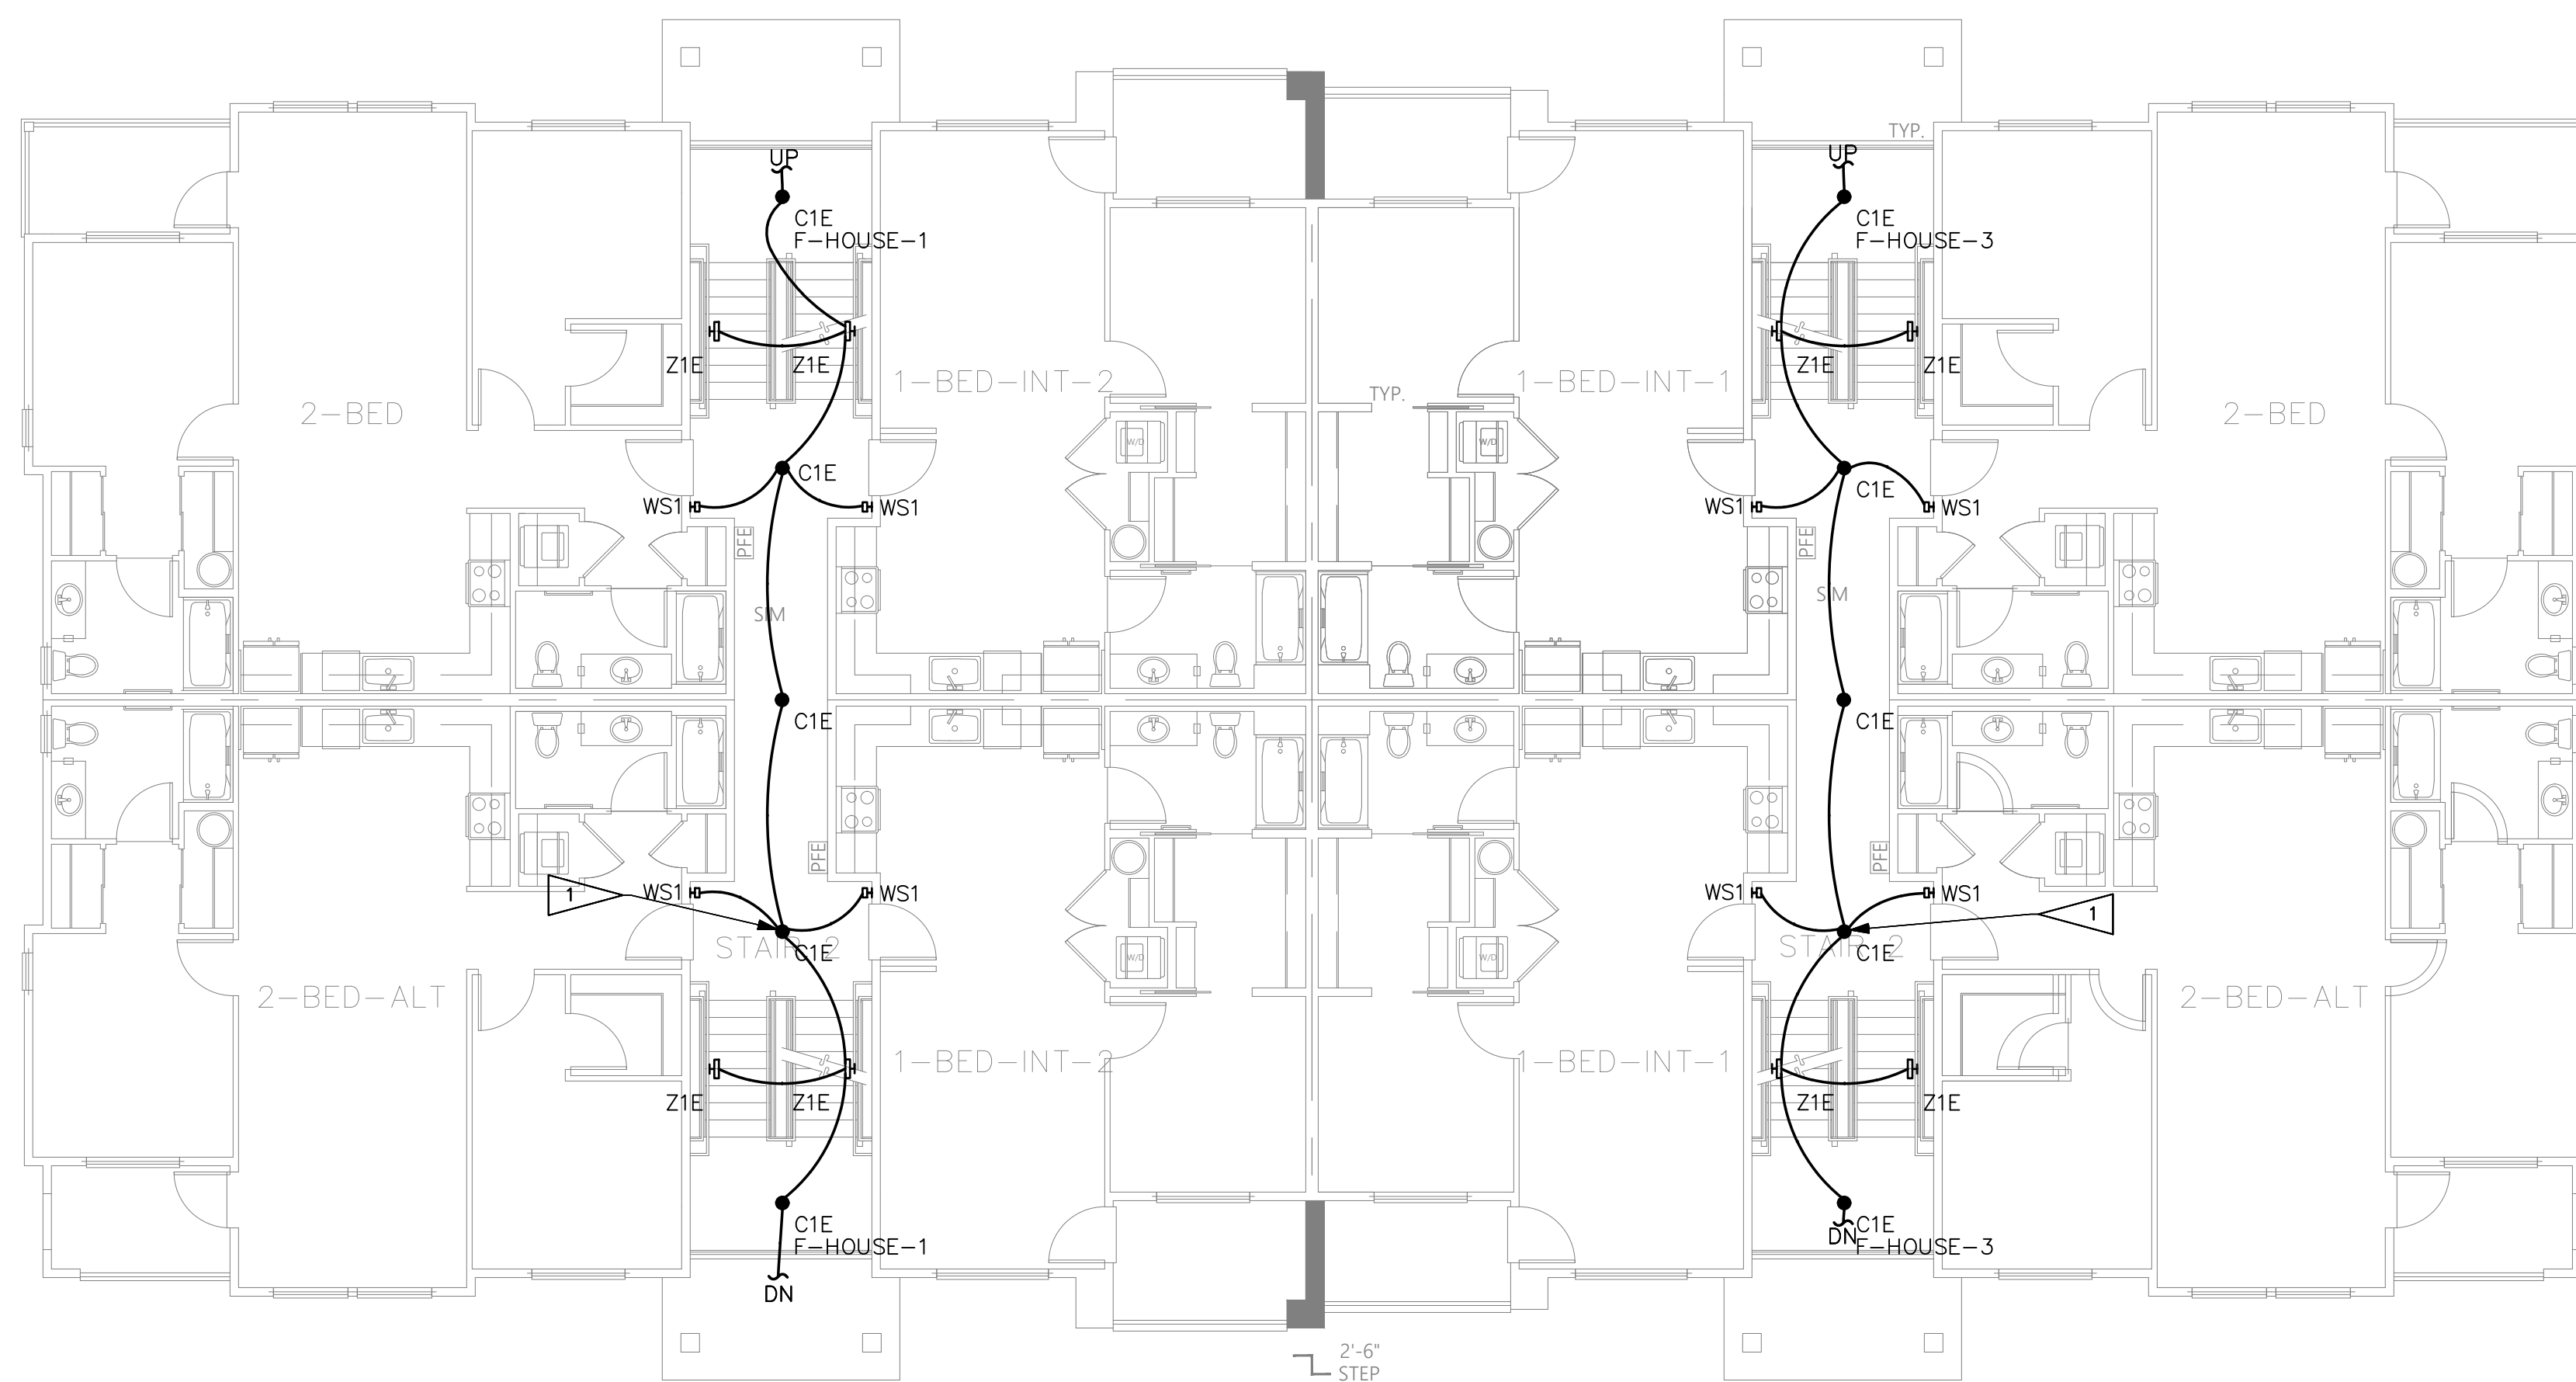 TYP.
UP
UP
C1E
F-HOUSE-1
C1E
F-HOUSE-3
Z1E
Z1E
Z1E
Z1E
1-BED-INT-2
1-BED-INT-1
TYP.
2-BED
2-BED
W/D
W/D
C1E
C1E
WS1
WS1
WS1
WS1
PFE
PFE
SIM
SIM
C1E
C1E
PFE
PFE
1
WS1
WS1
WS1
WS1
1
STAIR 2
C1E
STAIR 2
C1E
W/D
W/D
2-BED-ALT
2-BED-ALT
1-BED-INT-2
1-BED-INT-1
Z1E
Z1E
Z1E
Z1E
C1E
F-HOUSE-1
C1E
DN
F-HOUSE-3
DN
2'-6"
STEP